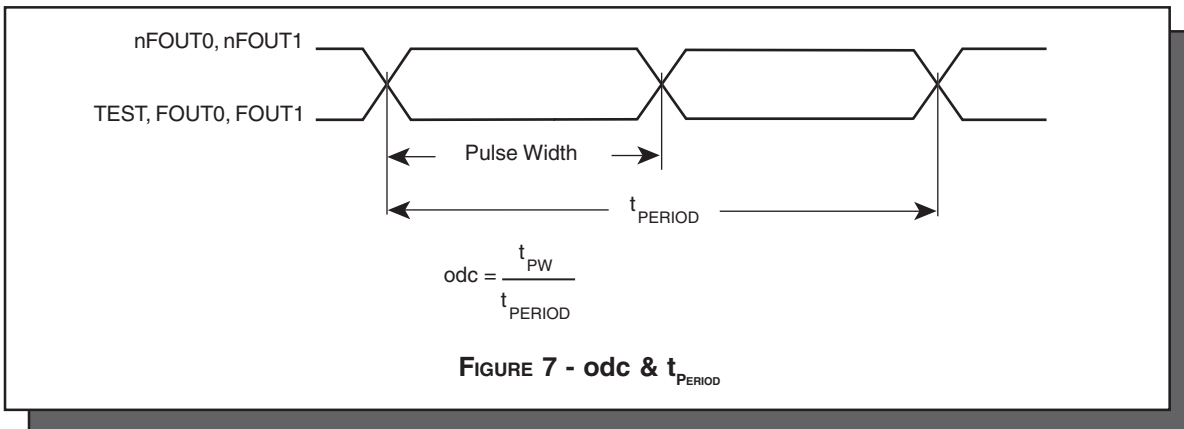 nFOUT0, nFOUT1
TEST, FOUT0, FOUT1
Pulse Width
tPERIOD
odc = tPW
tPERIOD
FIGURE 7 - odc & tPERIOD